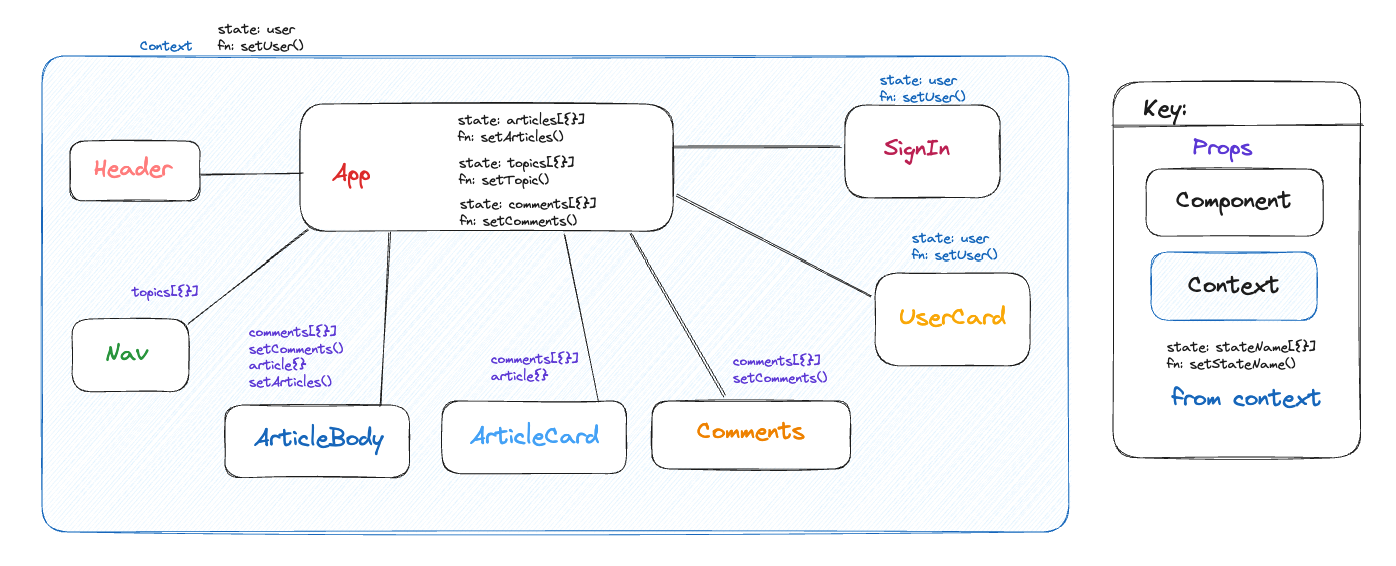 state: user
Context
fn: setUser()
Header
App
state: articles[{}]
fn: setArticles()
state: topics[{}]
fn: setTopic()
state: comments[{}]
fn: setComments()
state: user
fn: setUser()
SignIn
state: user
fn: setUser()
UserCard
topics[{}]
Nav
comments[{}]
setComments()
article{}
setArticles()
ArticleBody
comments[{}]
article{}
ArticleCard
comments[{}]
setComments()
Comments
Key:
Props
Component
Context
state: stateName[{}]
fn: setStateName()
from context